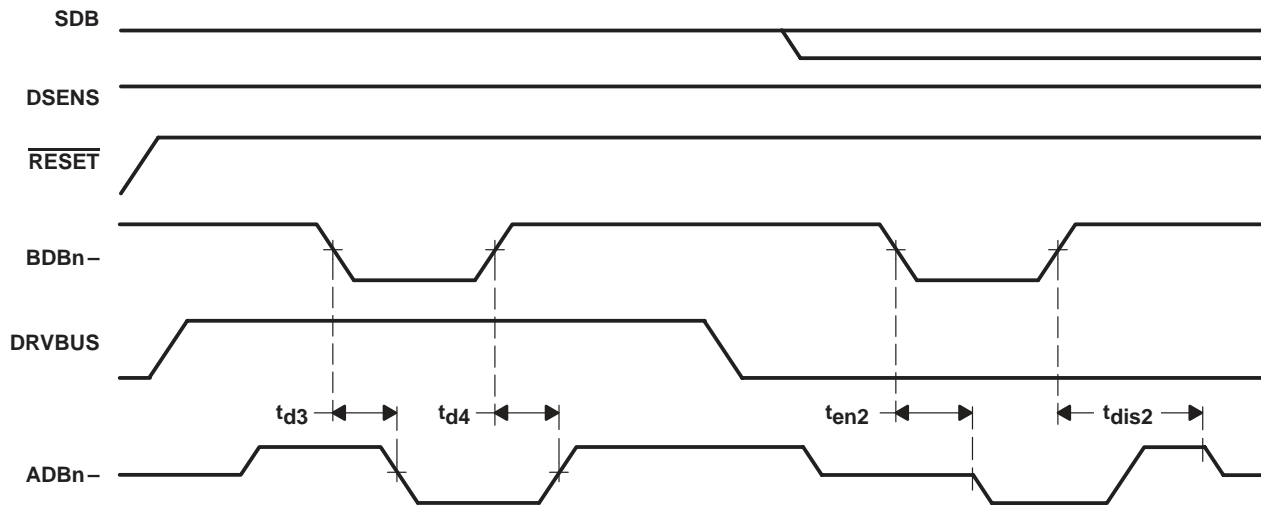 SDB
DSENS
RESET
BDBn–
DRVBUS
td3 td4 ten2 tdis2
ADBn–